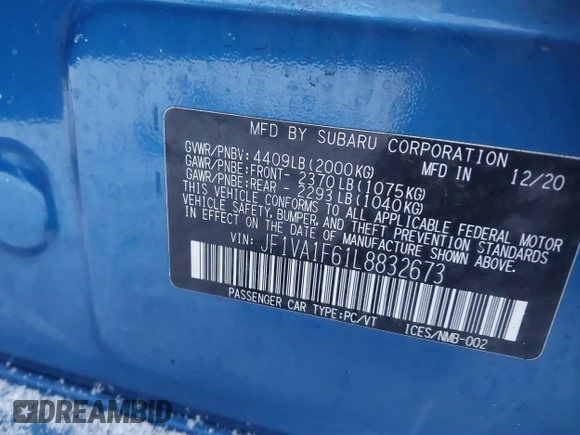 MFD BY SUBARU CORPORATION
GVWR/PNBV: 4409LB(2000KG) MFD IN 12/20
GAWR/PNBE:FRONT- 2370LB(1075KG)
GAWR/PNBE:REAR - 2293LB(1040KG)
THIS VEHICLE CONFORMS TO ALL APPLICABLE FEDERAL MOTOR
VEHICLE SAFETY, BUMPER, AND THEFT PREVENTION STANDARDS
IN EFFECT ON THE DATE OF MANUFACTURE SHOWN ABOVE.
VIN: JF1VA1F61L8832673
PASSENGER CAR TYPE:PC/VT ICES/NMB-002
DREAMBID